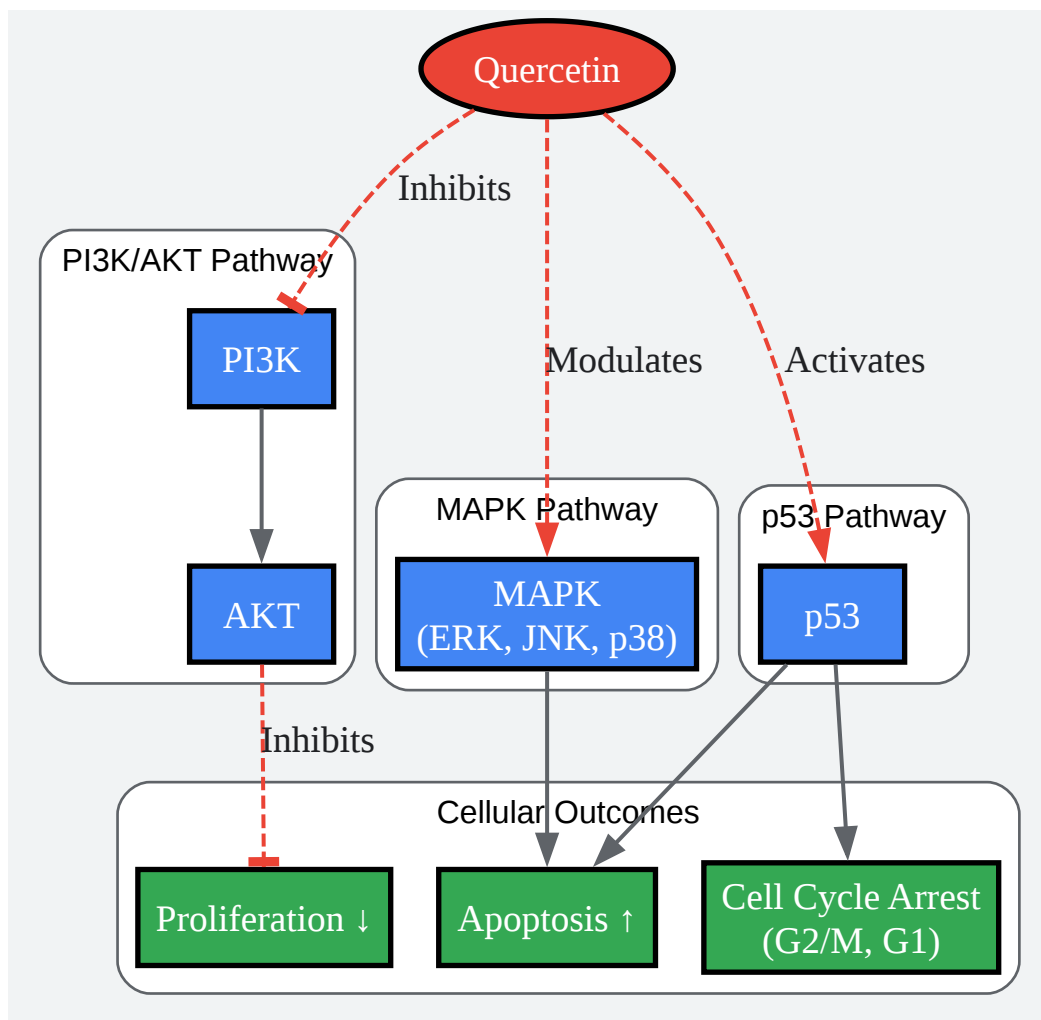 Quercetin
Inhibits
PI3K/AKT Pathway
PI3K
Modulates
Activates
MAPK Pathway
p53 Pathway
MAPK
(ERK, JNK, p38)
AKT
p53
Inhibits
Cellular Outcomes
Proliferation ↓
Apoptosis ↑
Cell Cycle Arrest
(G2/M, G1)